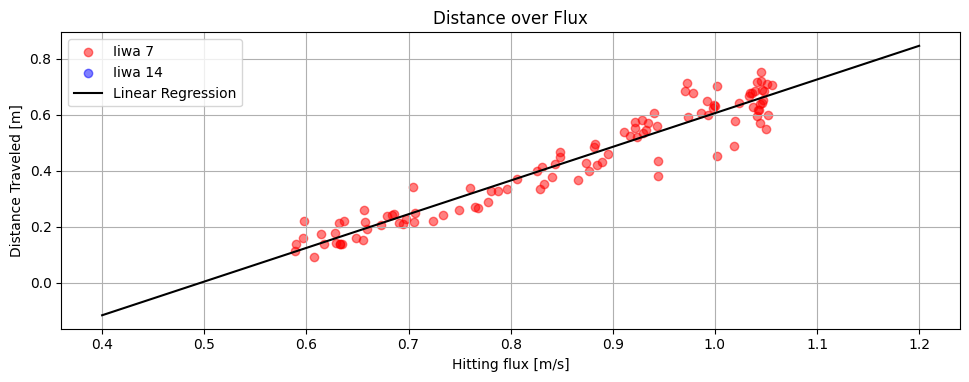 Distance over Flux
Iiwa 7
Iiwa 14
Linear Regression
Distance Traveled [m]
0.8
0.6
0.4
0.2
0.0
0.4 0.5 0.6 0.7 0.8 0.9 1.0 1.1 1.2
Hitting flux [m/s]